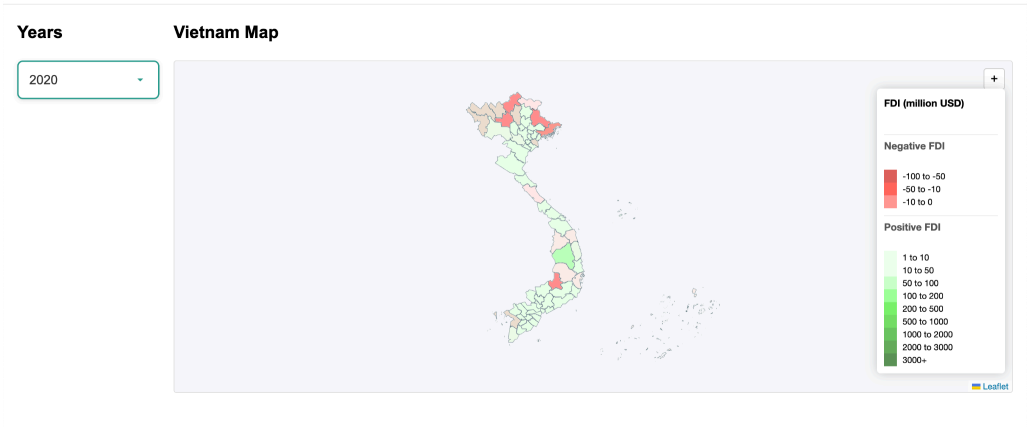 Years
Vietnam Map
2020
+
FDI (million USD)
Negative FDI
-100 to -50
-50 to -10
-10 to 0
Positive FDI
1 to 10
10 to 50
50 to 100
100 to 200
200 to 500
500 to 1000
1000 to 2000
2000 to 3000
3000+
Leaflet